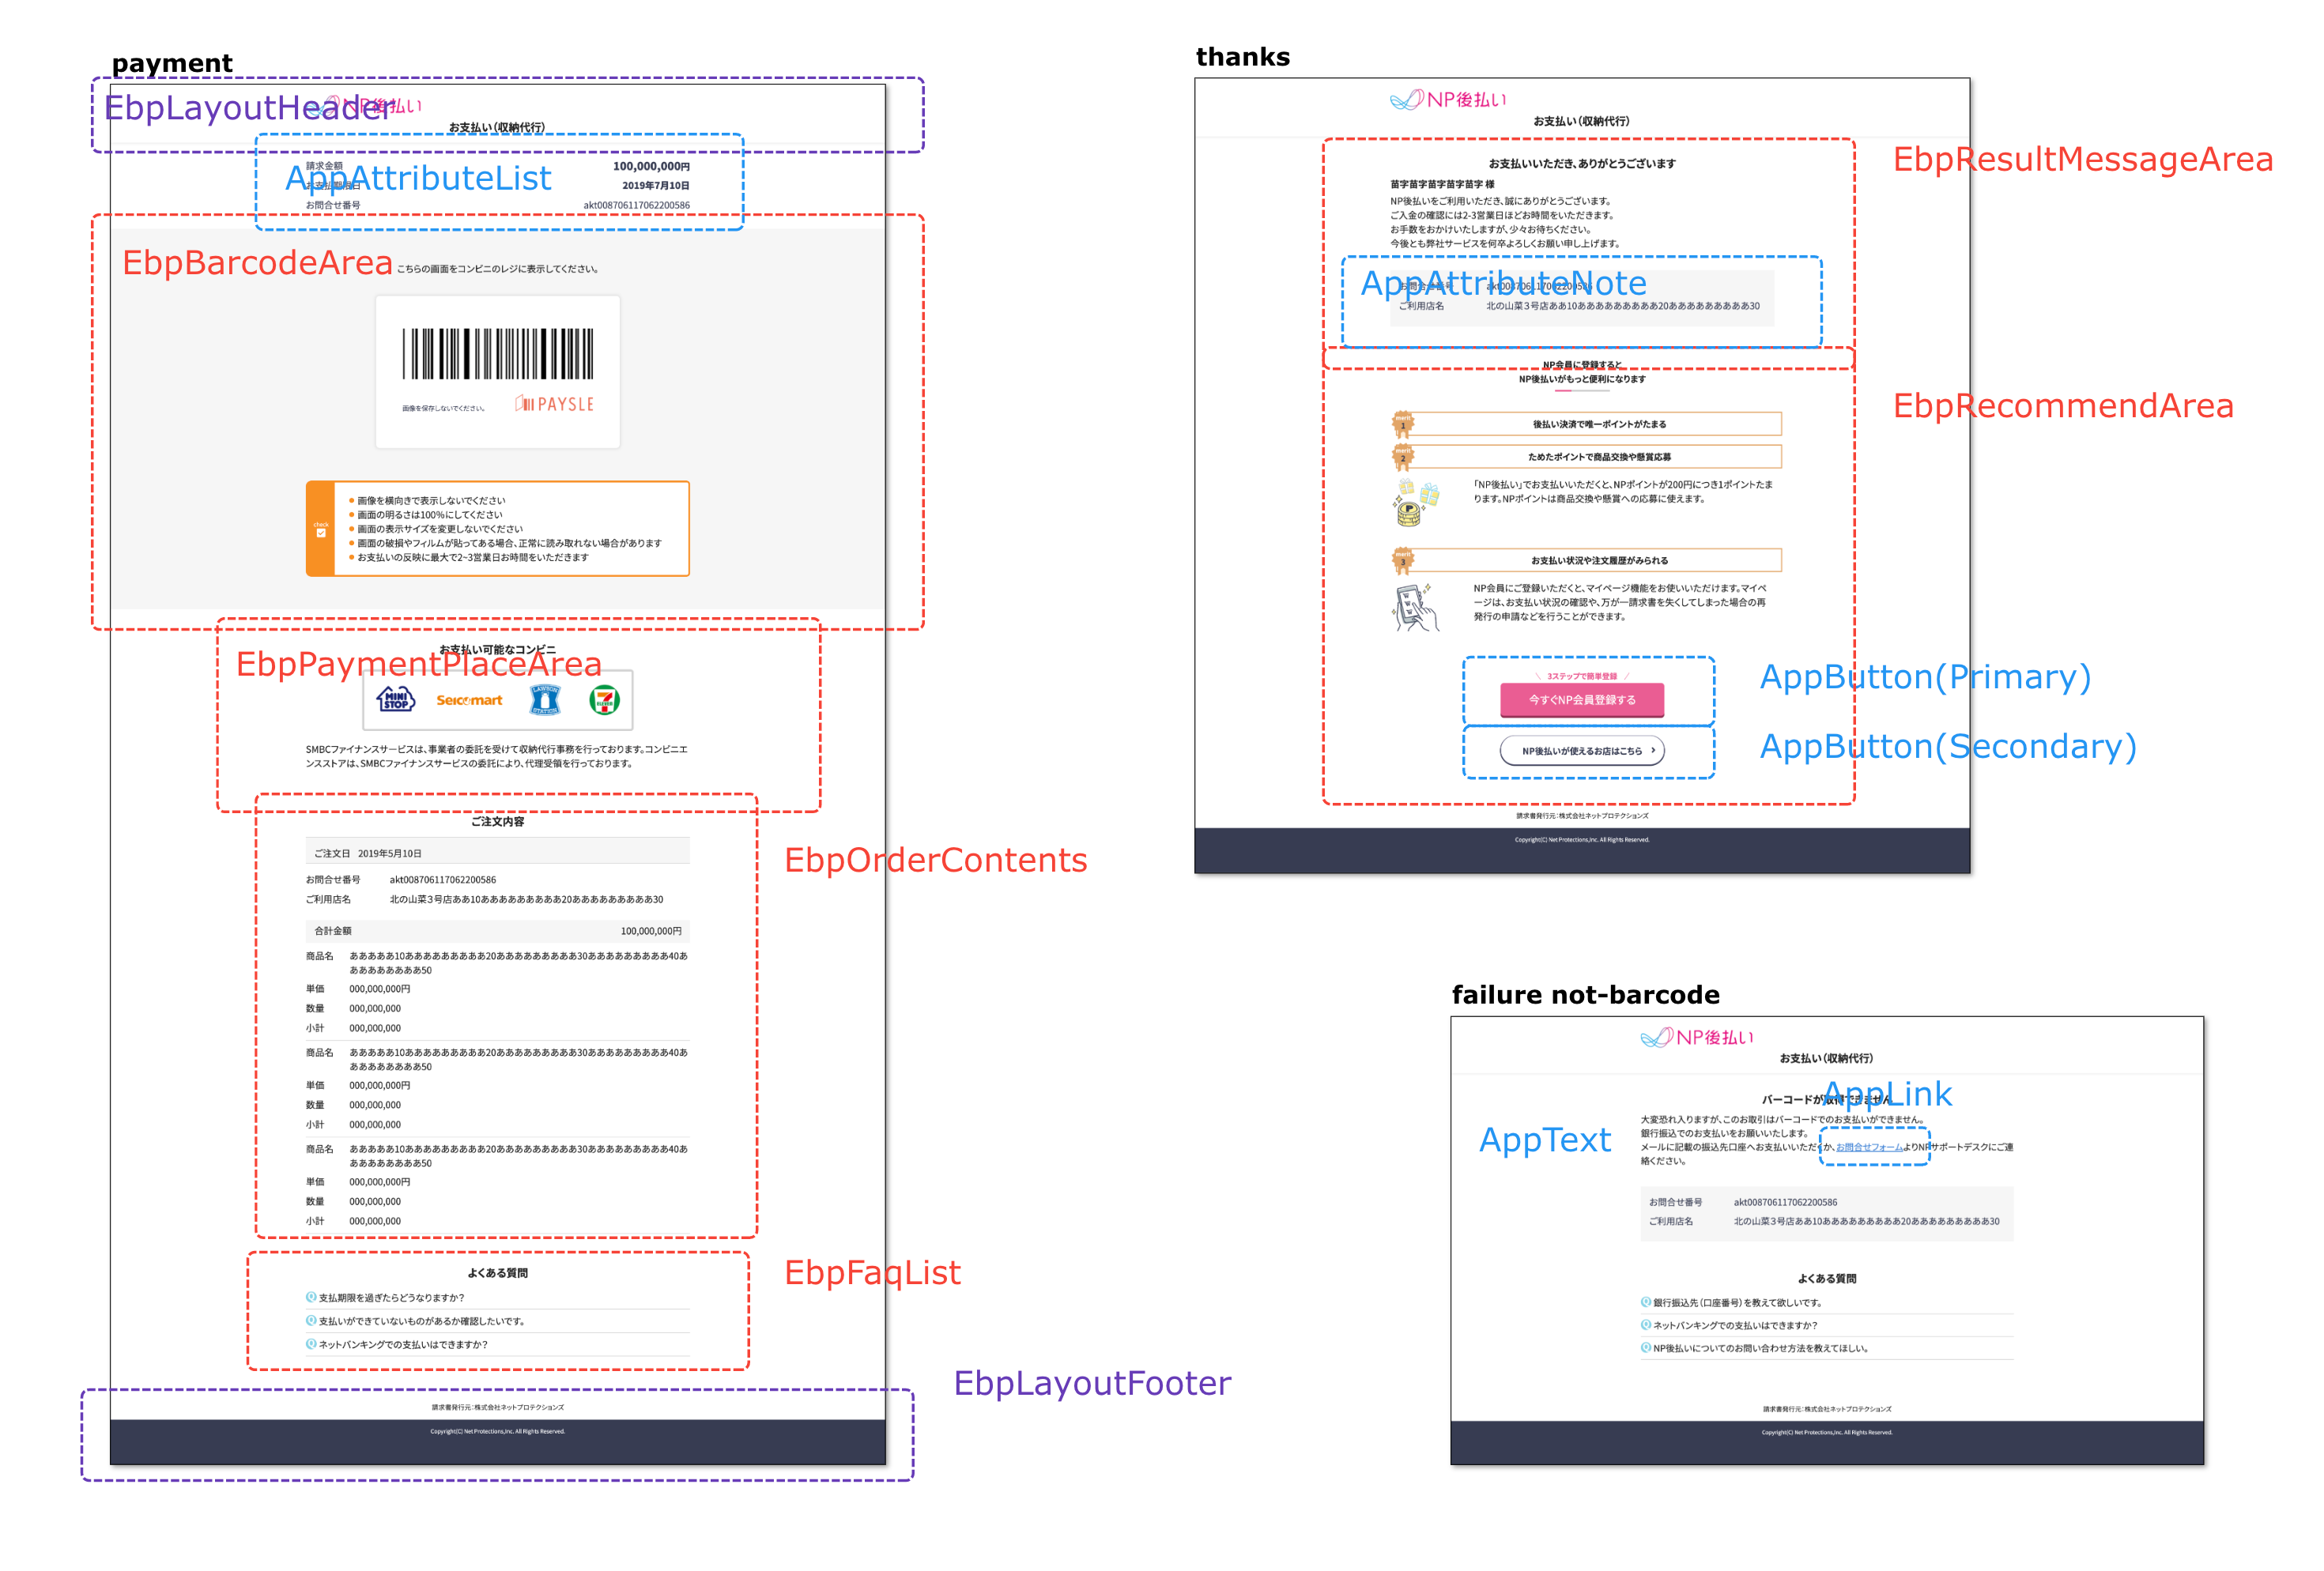 payment
EbpLayoutHeader
NP後払い
お支払い（収納代行）
AppAttributeList
請求金額 100,000,000円
お支払期限日 2019年7月10日
お問合せ番号 akt008706117062200586
EbpBarcodeArea
こちらの画面をコンビニのレジに表示してください。
画像を保存しないでください。
PAYSLE
check
画像を横向きで表示しないでください
画面の明るさは100%にしてください
画面の表示サイズを変更しないでください
画面の破損やフィルムが貼ってある場合、正常に読み取れない場合があります
お支払いの反映に最大で2~3営業日お時間をいただきます
お支払い可能なコンビニ
EbpPaymentPlaceArea
MINI STOP
Seicomart
LAWSON STATION
7 ELEVEN
SMBCファイナンスサービスは、事業者の委託を受けて収納代行事務を行っております。コンビニエ
ンスストアは、SMBCファイナンスサービスの委託により、代理受領を行っております。
EbpOrderContents
ご注文内容
ご注文日 2019年5月10日
お問合せ番号 akt008706117062200586
ご利用店名 北の山菜３号店ああ10あああああああああ20あああああああああ30
合計金額 100,000,000円
商品名 あああああ10あああああああああ20あああああああああ30あああああああああ40あ
ああああああああ50
単価 000,000,000円
数量 000,000,000
小計 000,000,000
商品名 あああああ10あああああああああ20あああああああああ30あああああああああ40あ
ああああああああ50
単価 000,000,000円
数量 000,000,000
小計 000,000,000
商品名 あああああ10あああああああああ20あああああああああ30あああああああああ40あ
ああああああああ50
単価 000,000,000円
数量 000,000,000
小計 000,000,000
EbpFaqList
よくある質問
支払期限を過ぎたらどうなりますか？
支払いができていないものがあるか確認したいです。
ネットバンキングでの支払いはできますか？
EbpLayoutFooter
請求書発行元：株式会社ネットプロテクションズ
Copyright(C) Net Protections,Inc. All Rights Reserved.
thanks
NP後払い
お支払い（収納代行）
EbpResultMessageArea
お支払いいただき、ありがとうございます
苗字苗字苗字苗字苗字 様
NP後払いをご利用いただき、誠にありがとうございます。
ご入金の確認には2-3営業日ほどお時間をいただきます。
お手数をおかけいたしますが、少々お待ちください。
今後とも弊社サービスを何卒よろしくお願い申し上げます。
AppAttributeNote
お問合せ番号 akt008706117062200586
ご利用店名 北の山菜３号店ああ10あああああああああ20あああああああああ30
NP会員に登録すると
NP後払いがもっと便利になります
EbpRecommendArea
merit 1 後払い決済で唯一ポイントがたまる
merit 2 ためたポイントで商品交換や懸賞応募
「NP後払い」でお支払いいただくと、NPポイントが200円につき1ポイントたま
ります。NPポイントは商品交換や懸賞への応募に使えます。
merit 3 お支払い状況や注文履歴がみられる
NP会員にご登録いただくと、マイページ機能をお使いいただけます。マイペ
ージは、お支払い状況の確認や、万が一請求書を失くしてしまった場合の再
発行の申請などを行うことができます。
AppButton(Primary)
＼ 3ステップで簡単登録 ／
今すぐNP会員登録する
AppButton(Secondary)
NP後払いが使えるお店はこちら
請求書発行元：株式会社ネットプロテクションズ
Copyright(C) Net Protections,Inc. All Rights Reserved.
failure not-barcode
NP後払い
お支払い（収納代行）
AppLink
バーコードが取得できません
AppText
大変恐れ入りますが、このお取引はバーコードでのお支払いができません。
銀行振込でのお支払いをお願いいたします。
メールに記載の振込先口座へお支払いいただくか、お問合せフォームよりNPサポートデスクにご連
絡ください。
お問合せ番号 akt008706117062200586
ご利用店名 北の山菜３号店ああ10あああああああああ20あああああああああ30
よくある質問
銀行振込先（口座番号）を教えて欲しいです。
ネットバンキングでの支払いはできますか？
NP後払いについてのお問い合わせ方法を教えてほしい。
請求書発行元：株式会社ネットプロテクションズ
Copyright(C) Net Protections,Inc. All Rights Reserved.